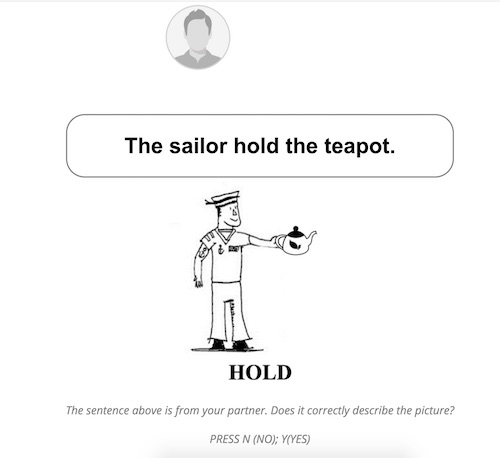 The sailor hold the teapot.
HOLD
The sentence above is from your partner. Does it correctly describe the picture?
PRESS N (NO); Y(YES)